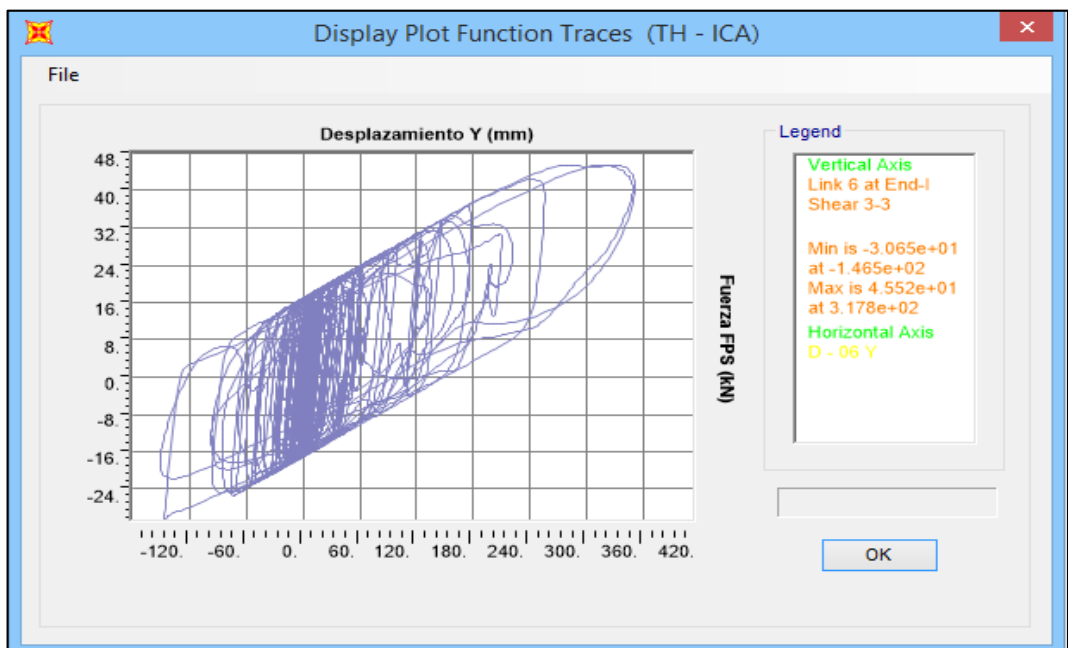 Display Plot Function Traces (TH - ICA)
File
Desplazamiento Y (mm)
48.
40.
32.
24.
16.
8.
0.
-8.
-16.
-24.
-120. -60. 0. 60. 120. 180. 240. 300. 360. 420.
Fuerza FPS (kN)
Legend
Vertical Axis
Link 6 at End-I
Shear 3-3
Min is -3.065e+01
at -1.465e+02
Max is 4.552e+01
at 3.178e+02
Horizontal Axis
D - 06 Y
OK